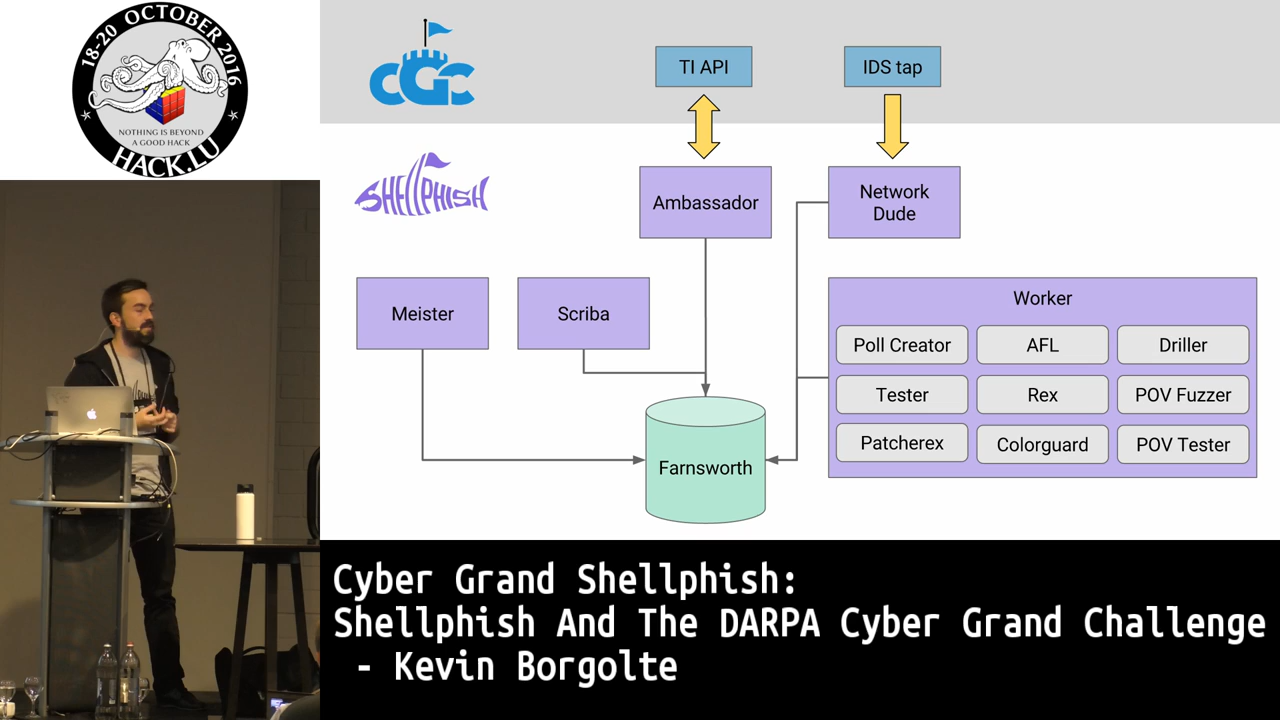 18-20 OCTOBER 2016
NOTHING IS BEYOND
A GOOD HACK
HACK.LU
CGC
TI API
IDS tap
SHELLPHISH
Ambassador
Network
Dude
Meister
Scriba
Worker
Poll Creator
AFL
Driller
Tester
Rex
POV Fuzzer
Patcherex
Colorguard
POV Tester
Farnsworth
Cyber Grand Shellphish:
Shellphish And The DARPA Cyber Grand Challenge
- Kevin Borgolte